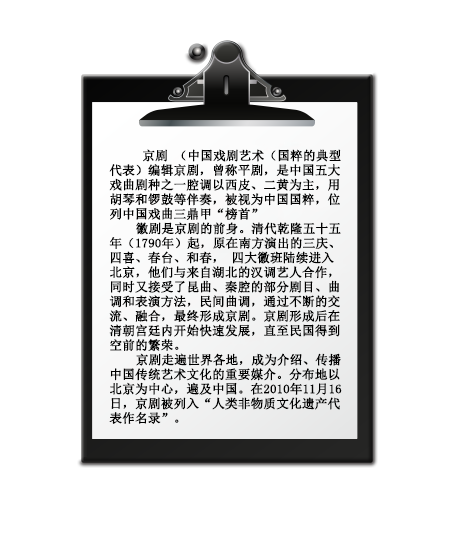 京剧 （中国戏剧艺术（国粹的典型
代表）编辑京剧，曾称平剧，是中国五大
戏曲剧种之一腔调以西皮、二黄为主，用
胡琴和锣鼓等伴奏，被视为中国国粹，位
列中国戏曲三鼎甲“榜首”
徽剧是京剧的前身。清代乾隆五十五
年（1790年）起，原在南方演出的三庆、
四喜、春台、和春， 四大徽班陆续进入
北京，他们与来自湖北的汉调艺人合作，
同时又接受了昆曲、秦腔的部分剧目、曲
调和表演方法，民间曲调，通过不断的交
流、融合，最终形成京剧。京剧形成后在
清朝宫廷内开始快速发展，直至民国得到
空前的繁荣。
京剧走遍世界各地，成为介绍、传播
中国传统艺术文化的重要媒介。分布地以
北京为中心，遍及中国。在2010年11月16
日，京剧被列入“人类非物质文化遗产代
表作名录”。